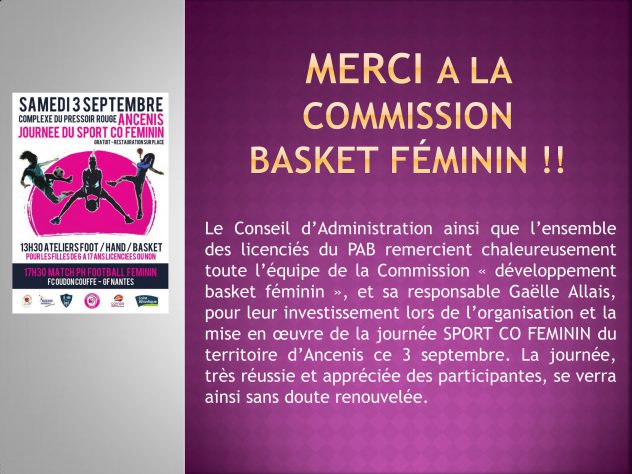 SAMEDI 3 SEPTEMBRE
COMPLEXE DU PRESSOIR ROUGE ANCENIS
JOURNEE DU SPORT CO FEMININ
GRATUIT - RESTAURATION SUR PLACE
13H30 ATELIERS FOOT / HAND / BASKET
POUR LES FILLES DE 6 A 17 ANS LICENCIEES OU NON
17H30 MATCH PH FOOTBALL FEMININ
FC OUDON COUFFE - GF NANTES
MERCI A LA
COMMISSION
BASKET FÉMININ !!
Le Conseil d’Administration ainsi que l’ensemble
des licenciés du PAB remercient chaleureusement
toute l’équipe de la Commission « développement
basket féminin », et sa responsable Gaëlle Allais,
pour leur investissement lors de l’organisation et la
mise en œuvre de la journée SPORT CO FEMININ du
territoire d’Ancenis ce 3 septembre. La journée,
très réussie et appréciée des participantes, se verra
ainsi sans doute renouvelée.